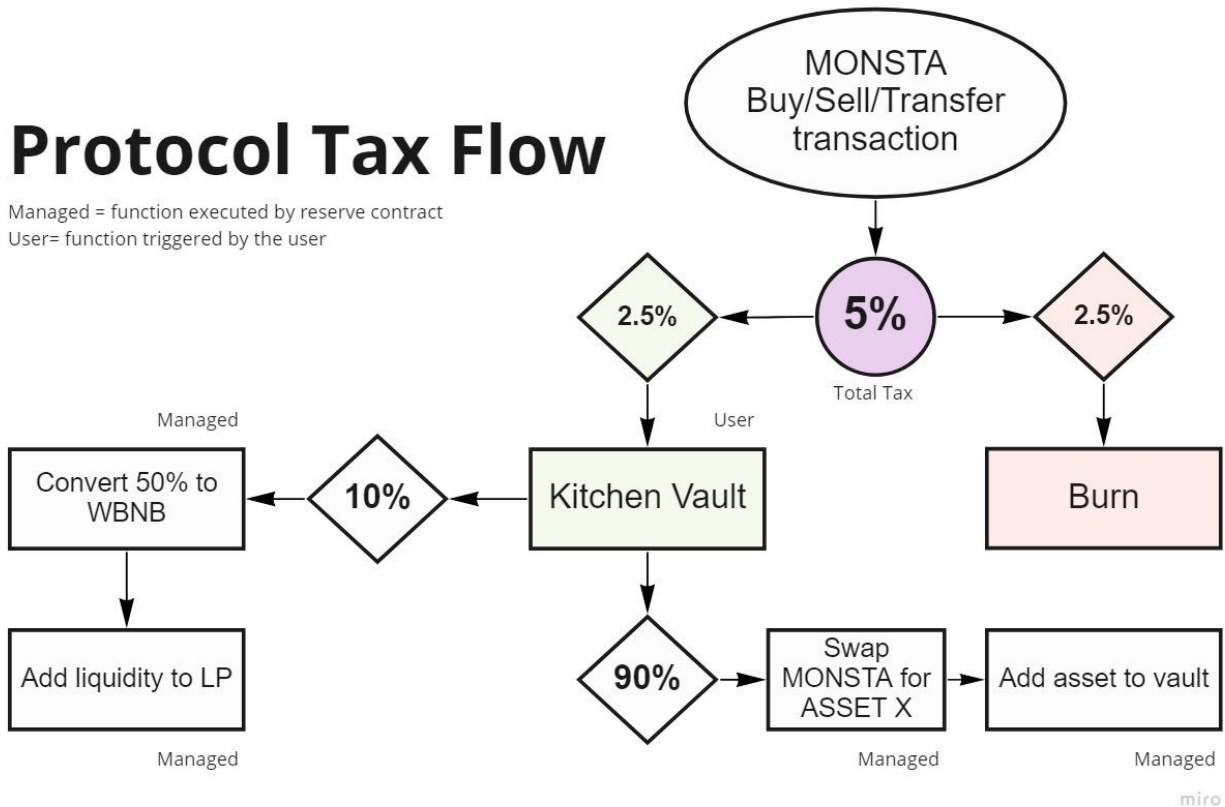 MONSTA
Buy/Sell/Transfer
transaction
Protocol Tax Flow
Managed = function executed by reserve contract
User= function triggered by the user
2.5%
5%
2.5%
Total Tax
Managed
User
Convert 50% to
WBNB
10%
Kitchen Vault
Burn
Add liquidity to LP
90%
Swap
MONSTA for
ASSET X
Add asset to vault
Managed
Managed
Managed
miro